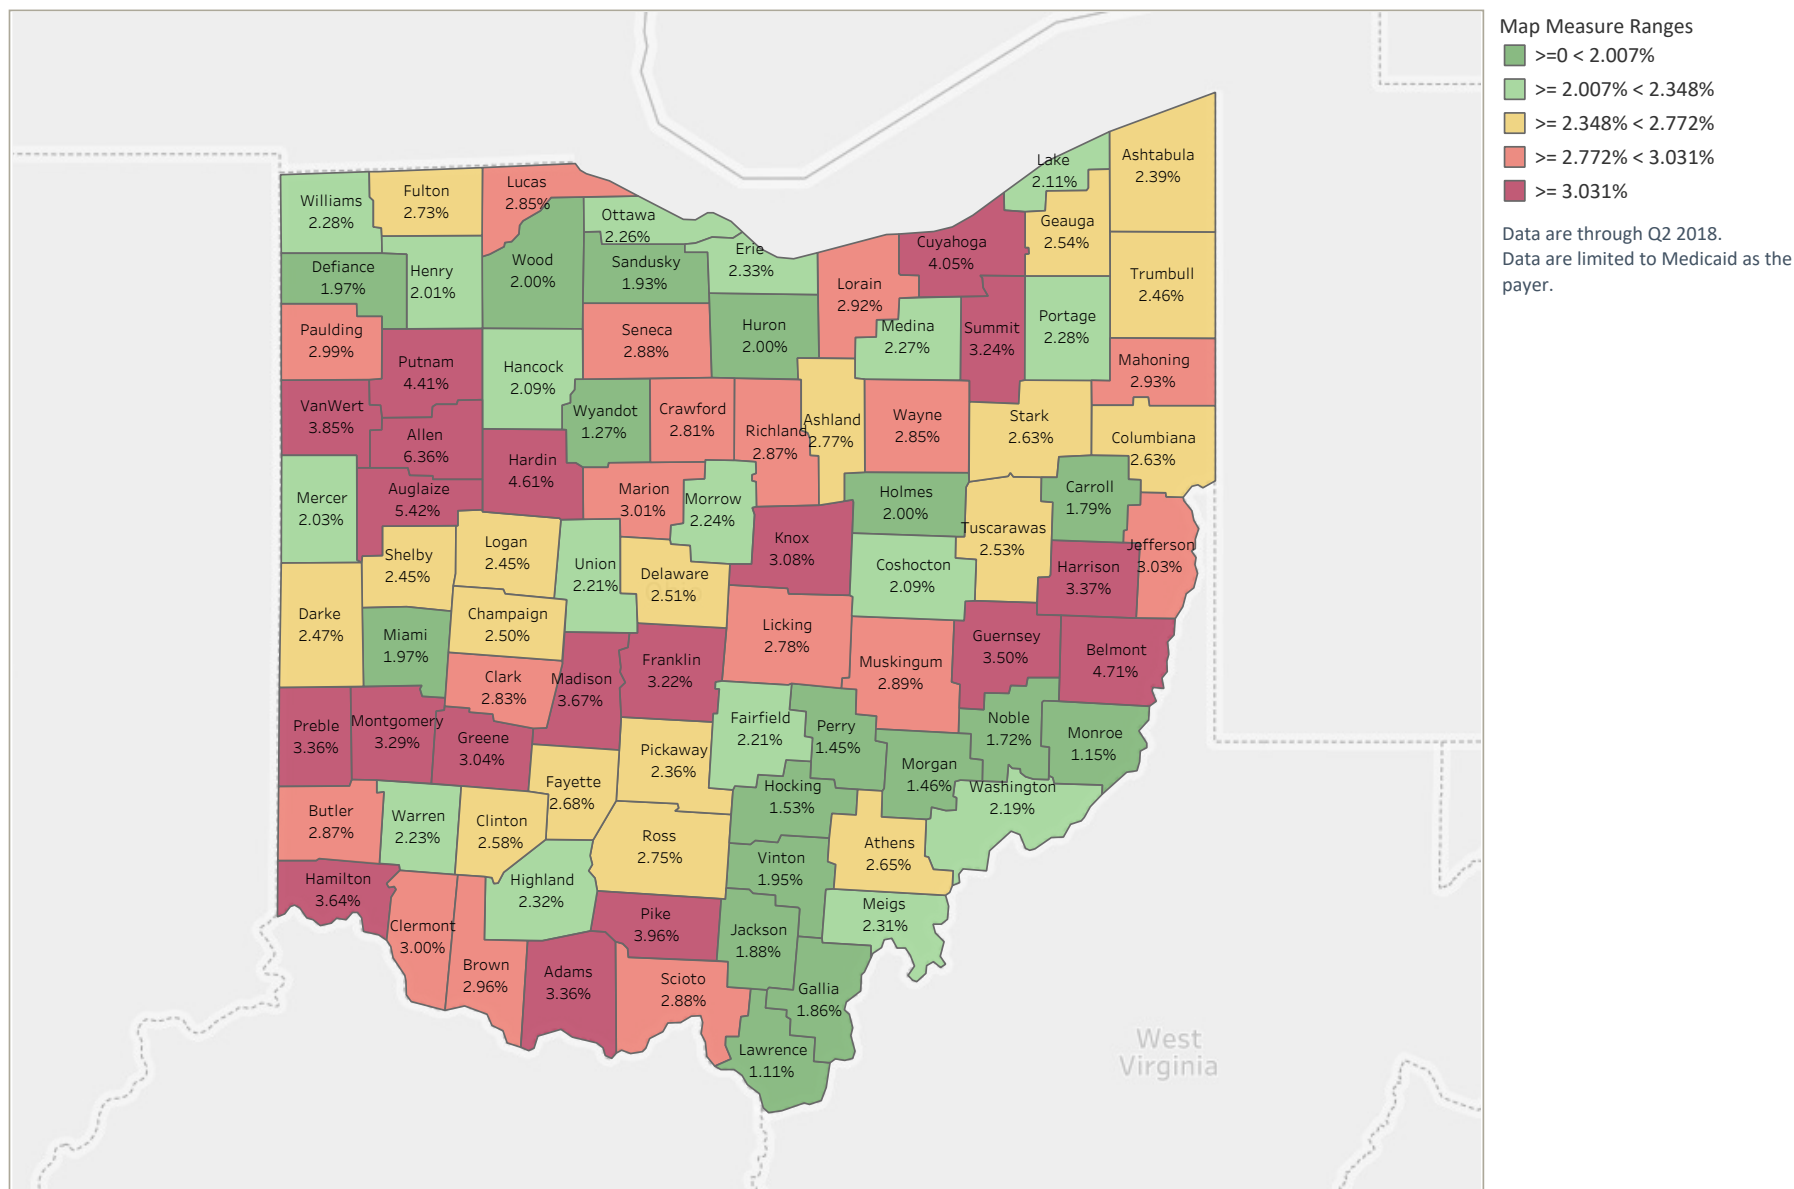 Map Measure Ranges
>=0 < 2.007%
>= 2.007% < 2.348%
>= 2.348% < 2.772%
>= 2.772% < 3.031%
>= 3.031%
Data are through Q2 2018.
Data are limited to Medicaid as the
payer.
Williams
2.28%
Fulton
2.73%
Lucas
2.85%
Ottawa
2.26%
Lake
2.11%
Ashtabula
2.39%
Geauga
2.54%
Cuyahoga
4.05%
Erie
2.33%
Wood
2.00%
Sandusky
1.93%
Defiance
1.97%
Henry
2.01%
Lorain
2.92%
Trumbull
2.46%
Paulding
2.99%
Seneca
2.88%
Huron
2.00%
Medina
2.27%
Summit
3.24%
Portage
2.28%
Putnam
4.41%
Hancock
2.09%
Mahoning
2.93%
VanWert
3.85%
Wyandot
1.27%
Crawford
2.81%
Richland
2.87%
Ashland
2.77%
Wayne
2.85%
Stark
2.63%
Columbiana
2.63%
Allen
6.36%
Hardin
4.61%
Mercer
2.03%
Auglaize
5.42%
Marion
3.01%
Morrow
2.24%
Holmes
2.00%
Carroll
1.79%
Tuscarawas
2.53%
Jefferson
3.03%
Knox
3.08%
Shelby
2.45%
Logan
2.45%
Union
2.21%
Delaware
2.51%
Coshocton
2.09%
Harrison
3.37%
Darke
2.47%
Miami
1.97%
Champaign
2.50%
Licking
2.78%
Guernsey
3.50%
Belmont
4.71%
Clark
2.83%
Madison
3.67%
Franklin
3.22%
Muskingum
2.89%
Preble
3.36%
Montgomery
3.29%
Greene
3.04%
Fairfield
2.21%
Perry
1.45%
Noble
1.72%
Monroe
1.15%
Pickaway
2.36%
Morgan
1.46%
Fayette
2.68%
Hocking
1.53%
Washington
2.19%
Butler
2.87%
Warren
2.23%
Clinton
2.58%
Ross
2.75%
Athens
2.65%
Vinton
1.95%
Hamilton
3.64%
Highland
2.32%
Clermont
3.00%
Pike
3.96%
Jackson
1.88%
Meigs
2.31%
Brown
2.96%
Adams
3.36%
Scioto
2.88%
Gallia
1.86%
Lawrence
1.11%
West
Virginia